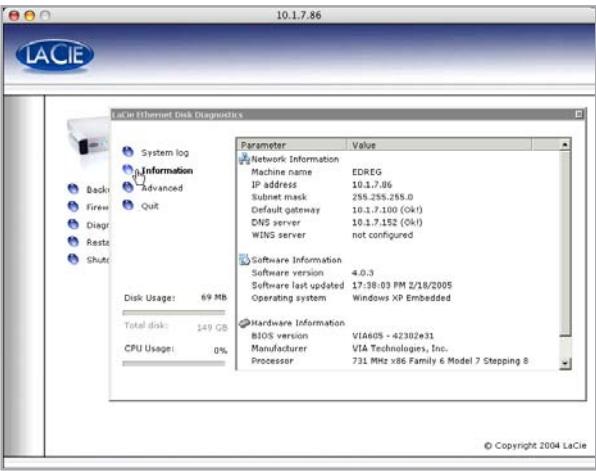 10.1.7.86
LACIE
LaCie Ethernet Disk Diagnostics
System log
Information
Advanced
Quit
Disk Usage: 69 MB
Total disk: 149 GB
CPU Usage: 0%
Parameter Value
Network Information
Machine name EDREG
IP address 10.1.7.86
Subnet mask 255.255.255.0
Default gateway 10.1.7.100 (Ok!)
DNS server 10.1.7.152 (Ok!)
WINS server not configured
Software Information
Software version 4.0.3
Software last updated 17:38:03 PM 2/18/2005
Operating system Windows XP Embedded
Hardware Information
BIOS version VIA605 - 42302e31
Manufacturer VIA Technologies, Inc.
Processor 731 MHz x86 Family 6 Model 7 Stepping 8
Back
Firew
Diagr
Resta
Shut
© Copyright 2004 LaCie